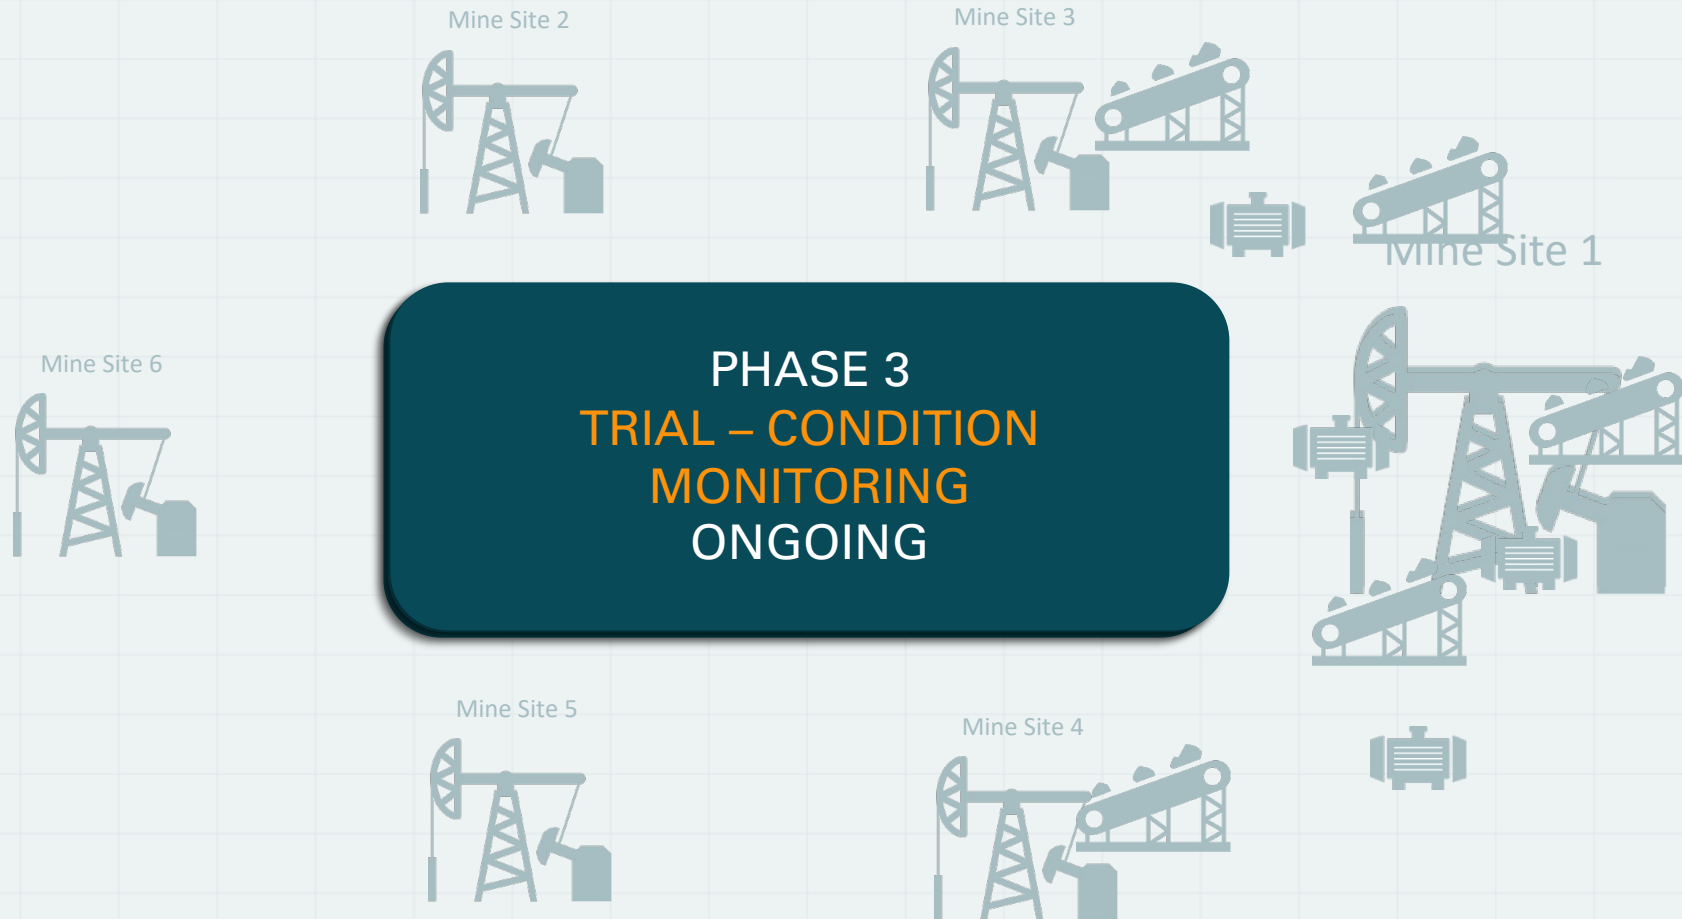 Mine Site 2
Mine Site 3
Mine Site 1
PHASE 3
TRIAL – CONDITION
MONITORING
ONGOING
Mine Site 6
Mine Site 5
Mine Site 4